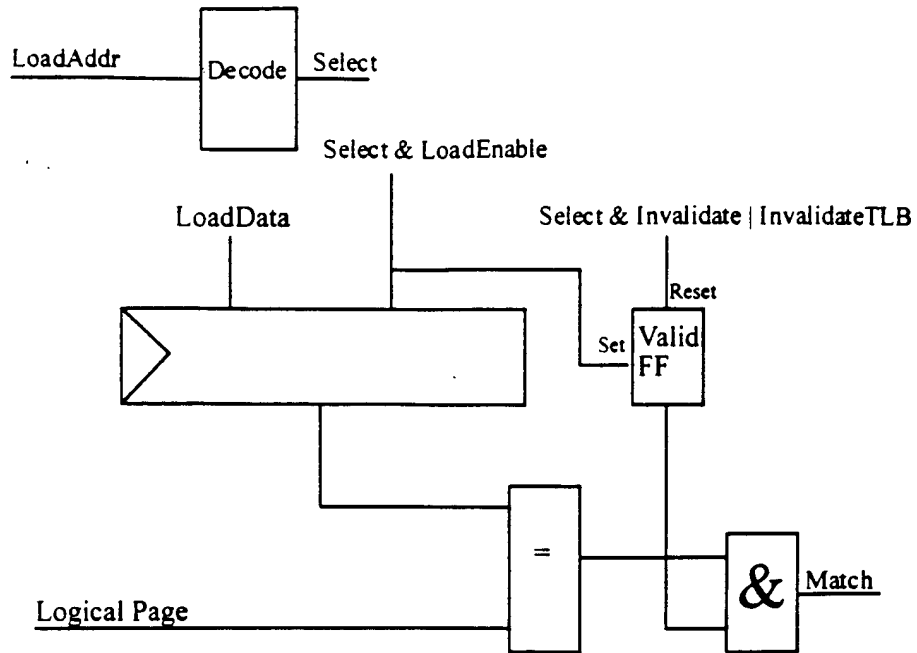 LoadAddr
Decode
Select
Select & LoadEnable
LoadData
Select & Invalidate | InvalidateTLB
Reset
Set
Valid
FF
=
&
Match
Logical Page